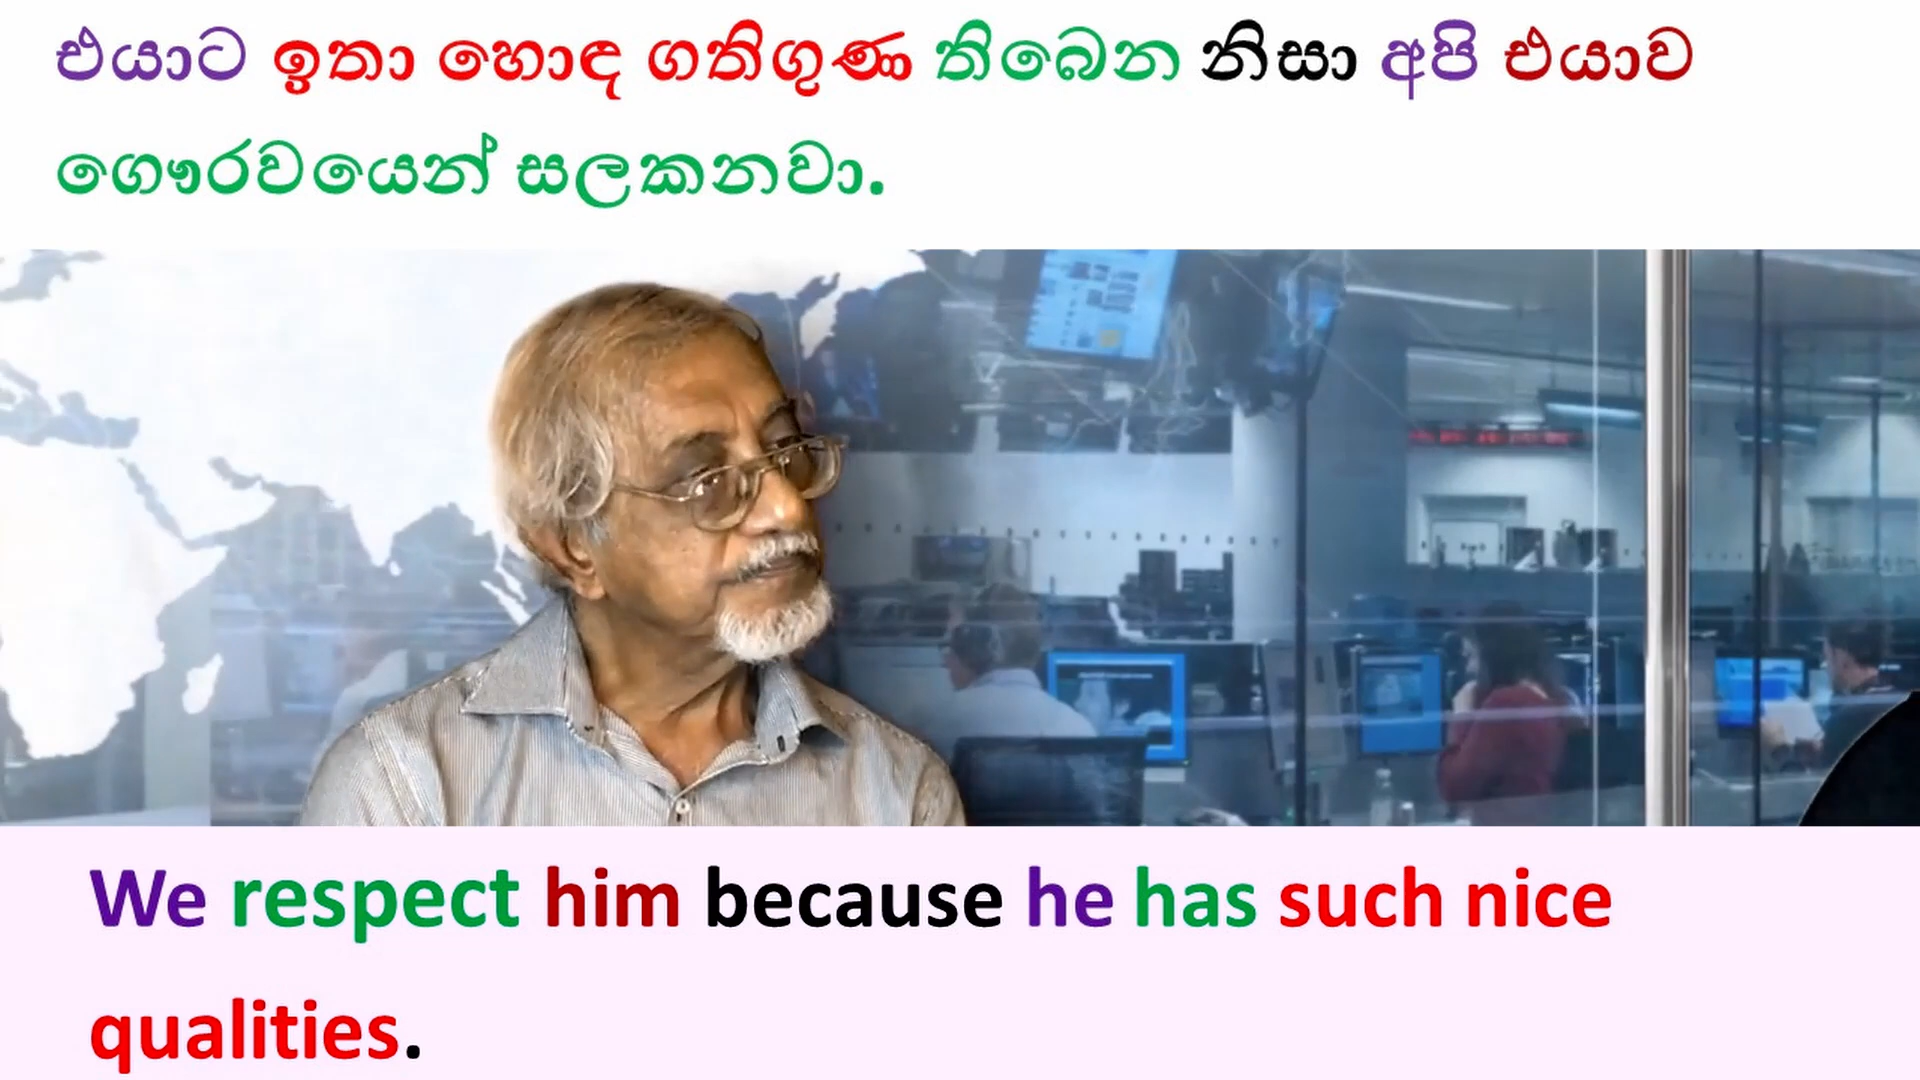 එයාට ඉතා හොඳ ගතිගුණ තිබෙන නිසා අපි එයාව
ගෞරවයෙන් සලකනවා.
We respect him because he has such nice
qualities.